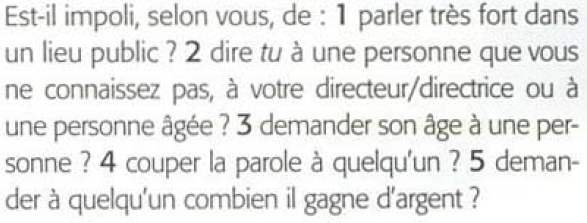 Est-il impoli, selon vous, de : 1 parler très fort dans
un lieu public ? 2 dire tu à une personne que vous
ne connaissez pas, à votre directeur/directrice ou à
une personne âgée ? 3 demander son âge à une per-
sonne ? 4 couper la parole à quelqu'un ? 5 deman-
der à quelqu'un combien il gagne d'argent ?